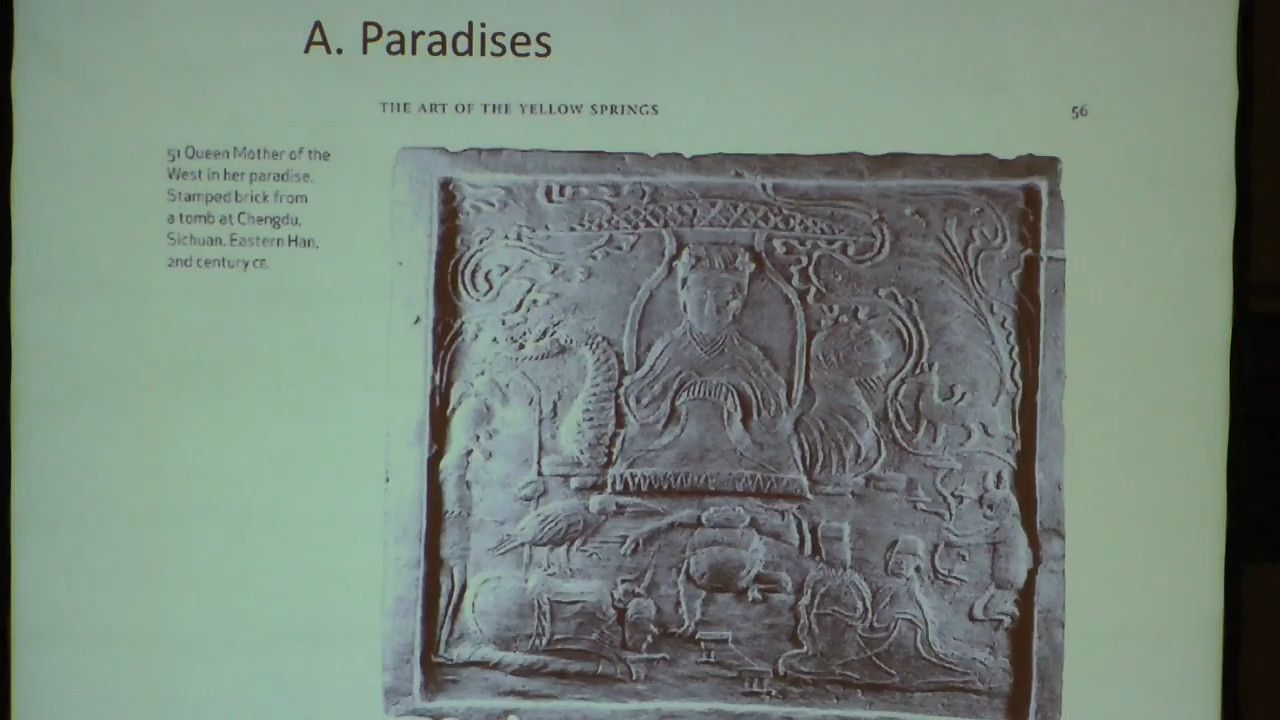 A. Paradises
THE ART OF THE YELLOW SPRINGS
56
51 Queen Mother of the
West in her paradise.
Stamped brick from
a tomb at Chengdu,
Sichuan. Eastern Han,
2nd century CE.